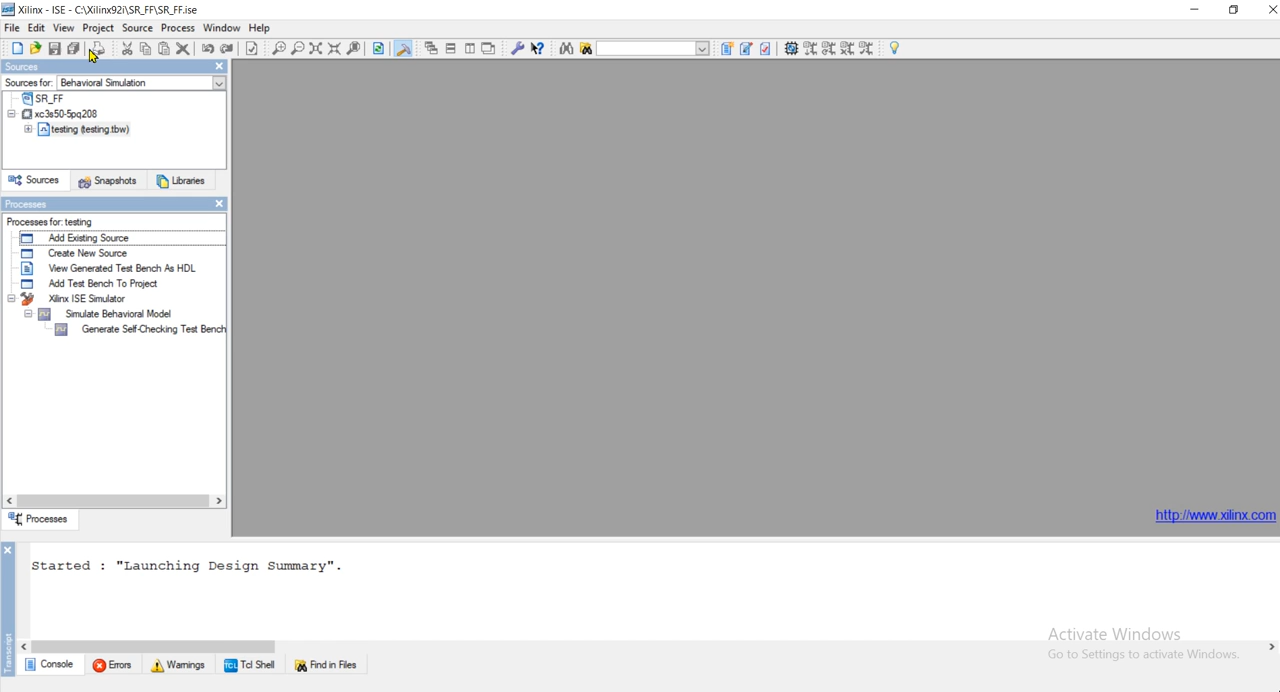 Xilinx - ISE - C:\Xilinx92i\SR_FF\SR_FF.ise
File Edit View Project Source Process Window Help
Sources
Sources for: Behavioral Simulation
SR_FF
xc3s50-5pq208
testing (testing.tbw)
Sources Snapshots Libraries
Processes
Processes for: testing
Add Existing Source
Create New Source
View Generated Test Bench As HDL
Add Test Bench To Project
Xilinx ISE Simulator
Simulate Behavioral Model
Generate Self-Checking Test Bench
Processes
http://www.xilinx.com
Started : "Launching Design Summary".
Activate Windows
Go to Settings to activate Windows.
Transcript
Console Errors Warnings TCL Tcl Shell Find in Files